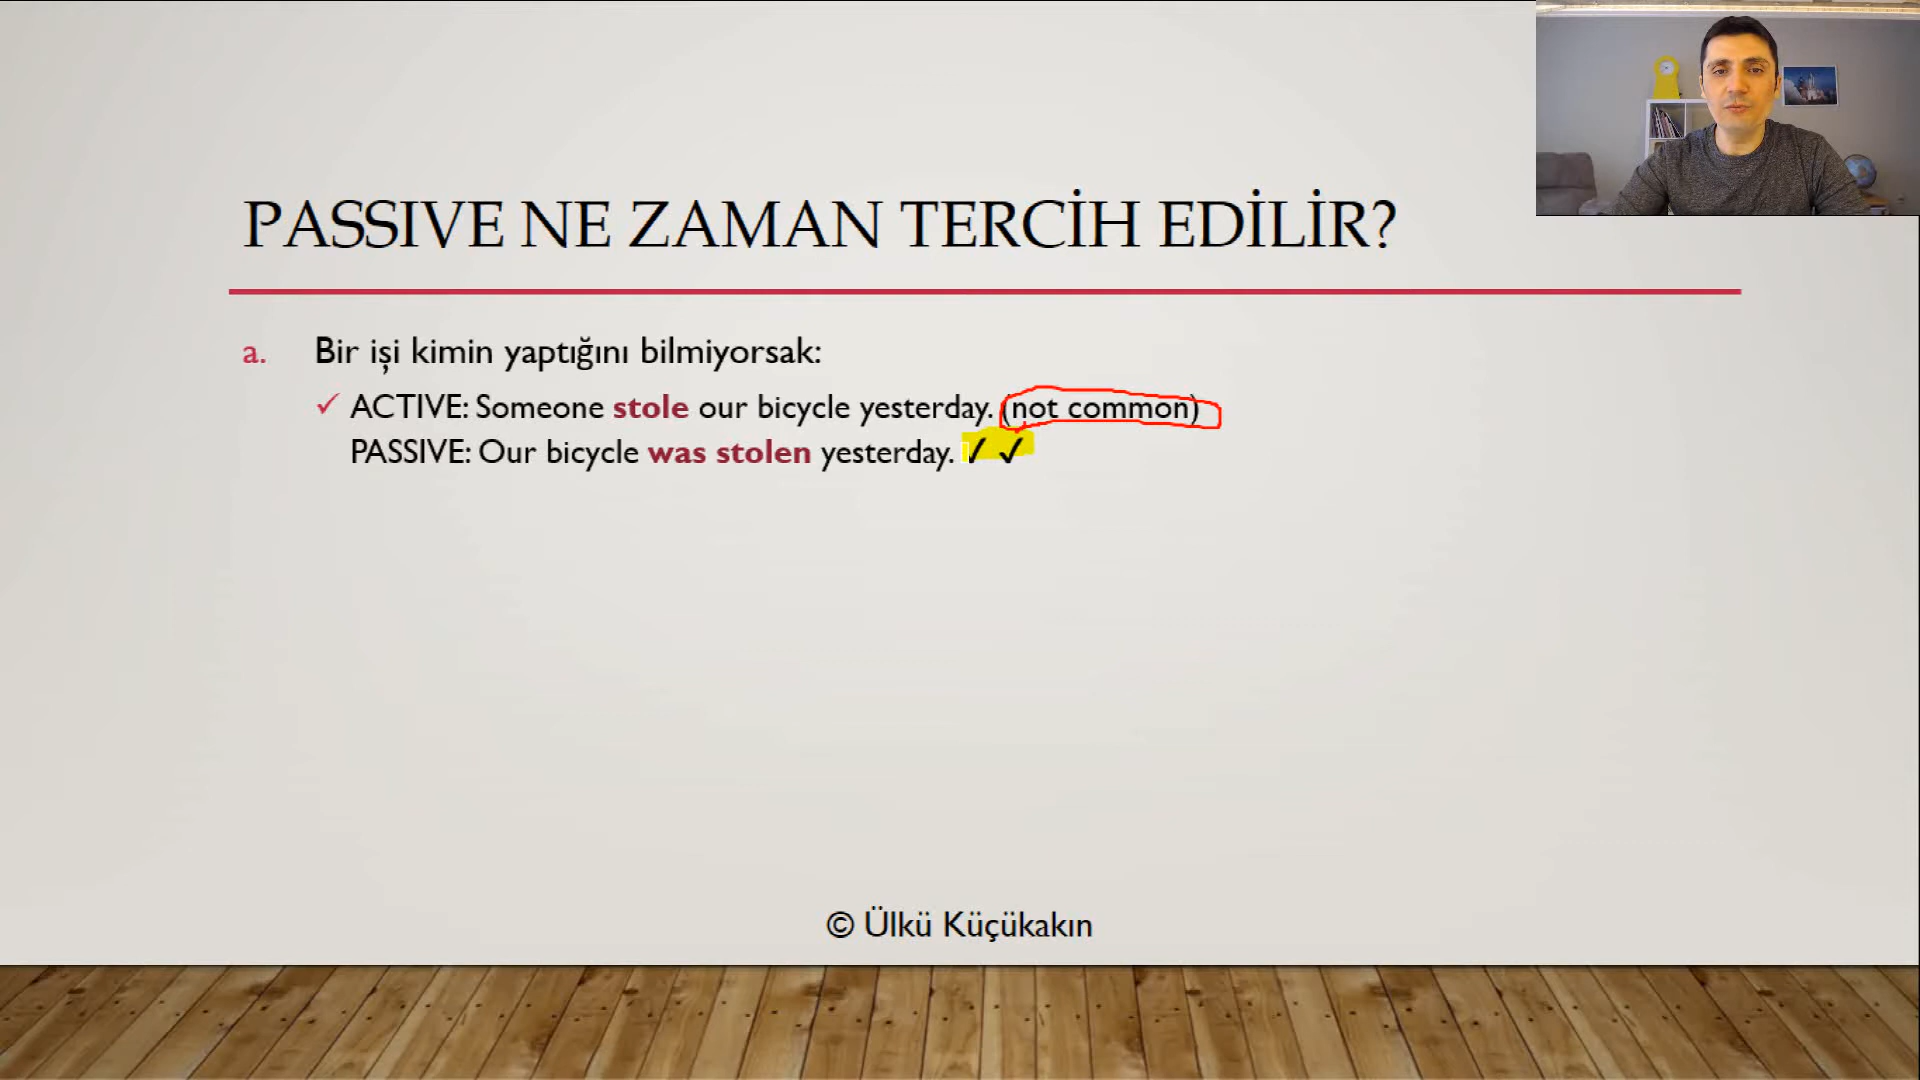 PASSIVE NE ZAMAN TERCİH EDİLİR?
a. Bir işi kimin yaptığını bilmiyorsak:
✓ ACTIVE: Someone stole our bicycle yesterday. (not common)
PASSIVE: Our bicycle was stolen yesterday. ✓ ✓
© Ülkü Küçükakın